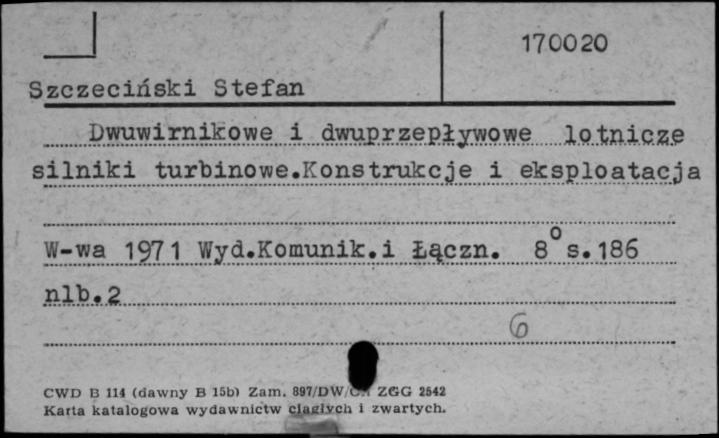 170020
Szczeciński Stefan
Dwuwirnikowe i dwuprzepływowe lotnicze
silniki turbinowe.Konstrukcje i eksploatacja
W-wa 1971 Wyd.Komunik.i Łączn. 8° s.186
nlb.2
6
CWD B 114 (dawny B 15b) Zam. 897/DW/ ZGG 2542
Karta katalogowa wydawnictw ciągłych i zwartych.